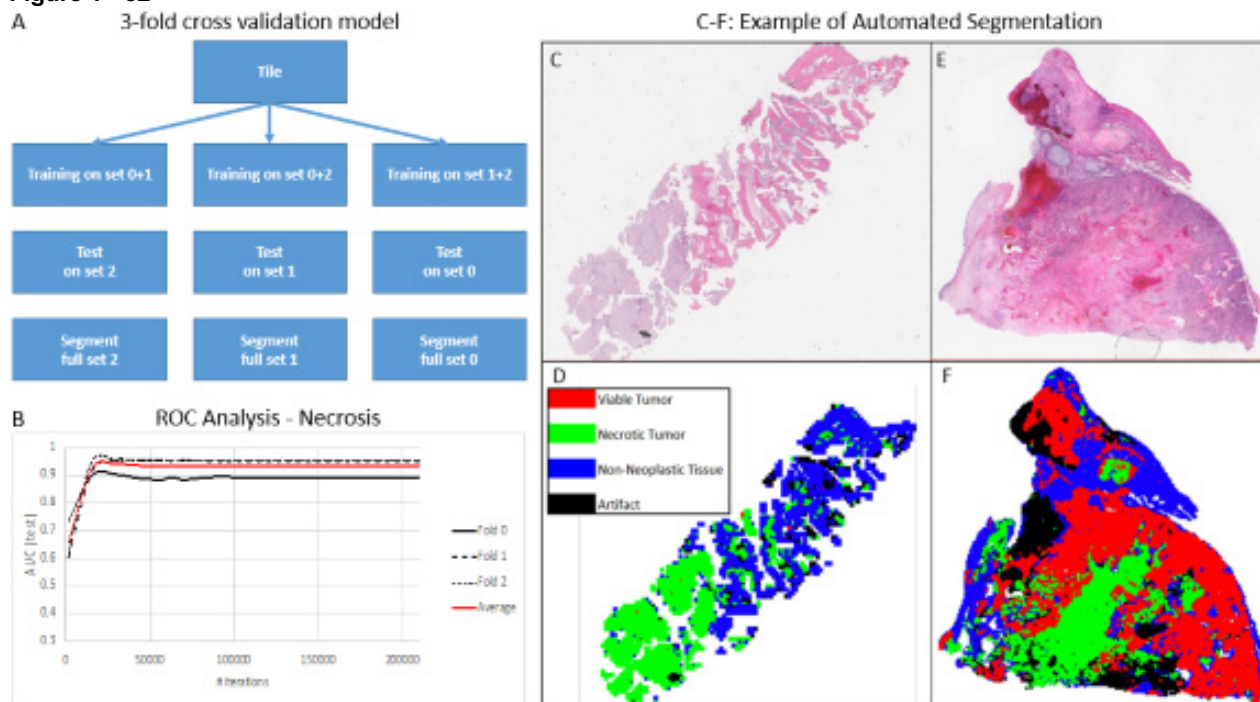 A
3-fold cross validation model
Tile
Training on set 0+1
Training on set 0+2
Training on set 1+2
Test
on set 2
Test
on set 1
Test
on set 0
Segment
full set 2
Segment
full set 1
Segment
full set 0
B
ROC Analysis - Necrosis
AUC [test]
1
0.9
0.8
0.7
0.6
0.5
0.4
0.3
0
50000
100000
150000
200000
# Iterations
Fold 0
Fold 1
Fold 2
Average
C-F: Example of Automated Segmentation
C
E
D
Viable Tumor
Necrotic Tumor
Non-Neoplastic Tissue
Artifact
F